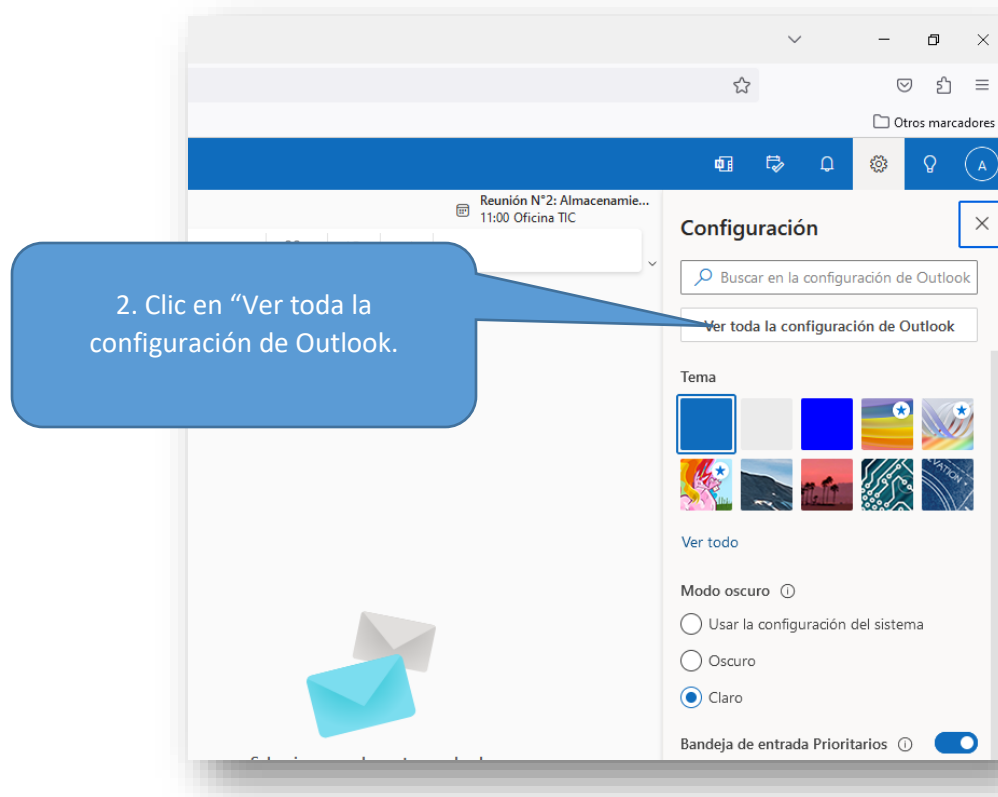 Otros marcadores
A
Reunión N°2: Almacenamie...
11:00 Oficina TIC
Configuración
Buscar en la configuración de Outlook
Ver toda la configuración de Outlook
2. Clic en “Ver toda la
configuración de Outlook.
Tema
Ver todo
Modo oscuro
Usar la configuración del sistema
Oscuro
Claro
Bandeja de entrada Prioritarios